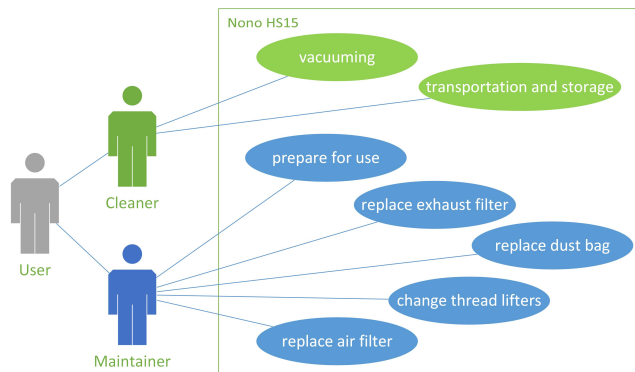 Nono HS15
vacuuming
transportation and storage
prepare for use
Cleaner
replace exhaust filter
replace dust bag
User
change thread lifters
replace air filter
Maintainer